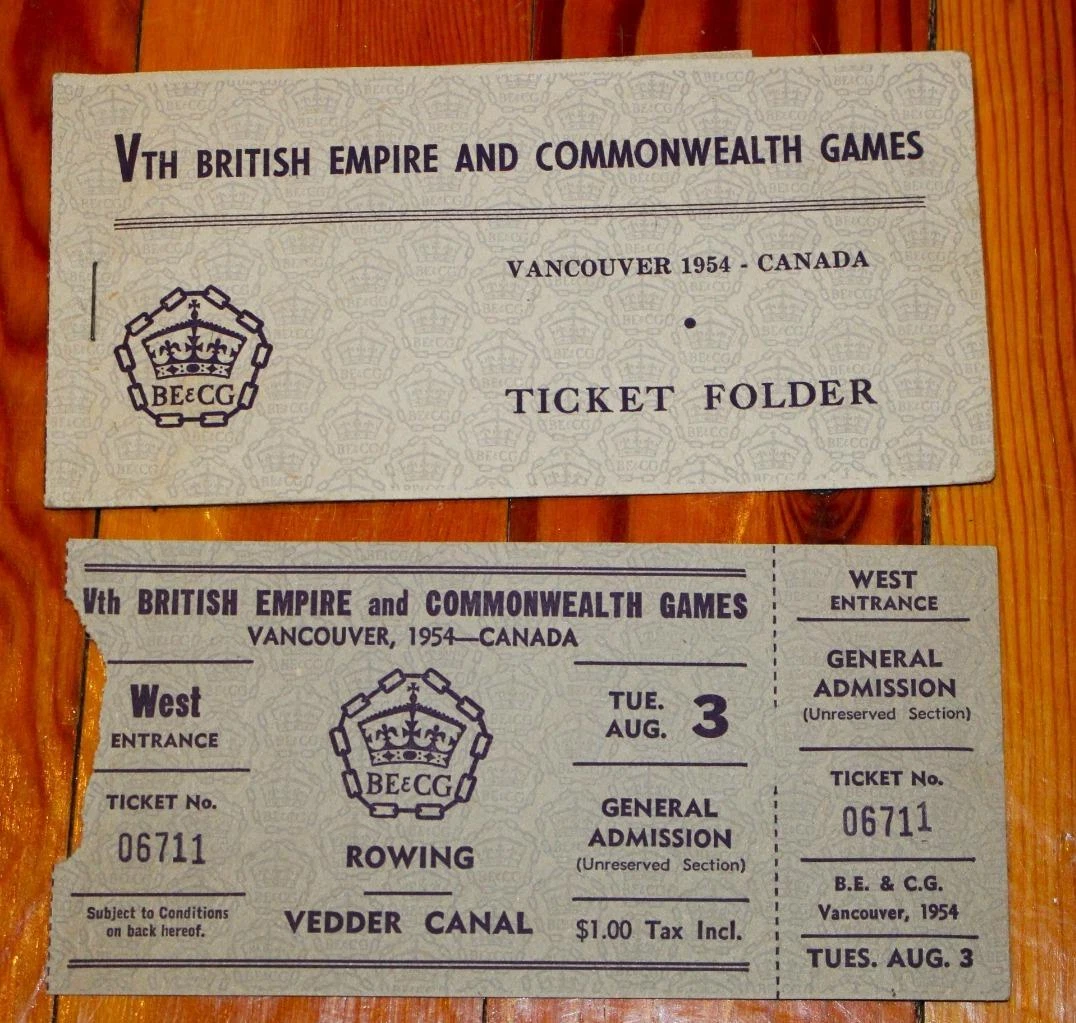 VTH BRITISH EMPIRE AND COMMONWEALTH GAMES
VANCOUVER 1954 - CANADA
•
TICKET FOLDER
BE&CG
Vth BRITISH EMPIRE and COMMONWEALTH GAMES
VANCOUVER, 1954—CANADA
West
ENTRANCE
TICKET No.
06711
Subject to Conditions
on back hereof.
BE&CG
ROWING
VEDDER CANAL
TUE.
AUG. 3
GENERAL
ADMISSION
(Unreserved Section)
$1.00 Tax Incl.
WEST
ENTRANCE
GENERAL
ADMISSION
(Unreserved Section)
TICKET No.
06711
B.E. & C.G.
Vancouver, 1954
TUES. AUG. 3